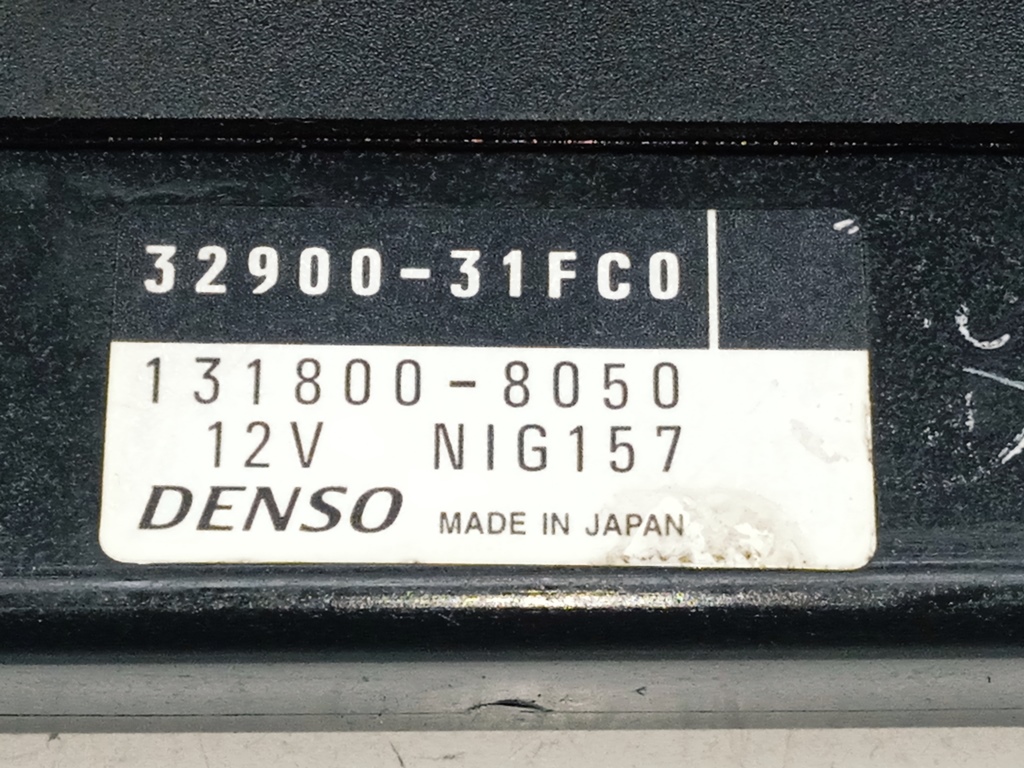 32900-31FC0
131800-8050
12V NIG157
DENSO MADE IN JAPAN